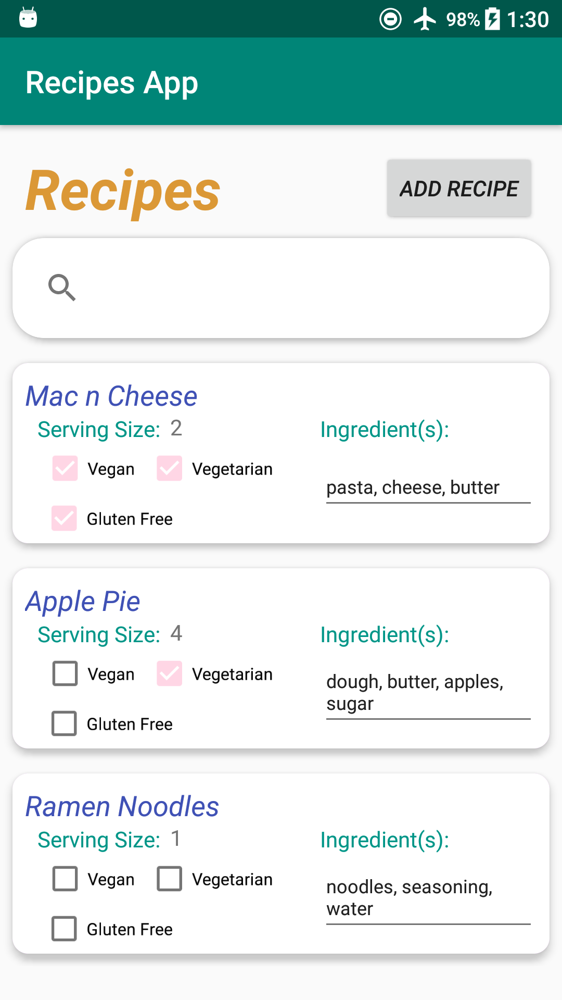 98% 1:30
Recipes App
Recipes
ADD RECIPE
Mac n Cheese
Serving Size: 2
Ingredient(s):
Vegan
Vegetarian
pasta, cheese, butter
Gluten Free
Apple Pie
Serving Size: 4
Ingredient(s):
Vegan
Vegetarian
dough, butter, apples,
sugar
Gluten Free
Ramen Noodles
Serving Size: 1
Ingredient(s):
Vegan
Vegetarian
noodles, seasoning,
water
Gluten Free